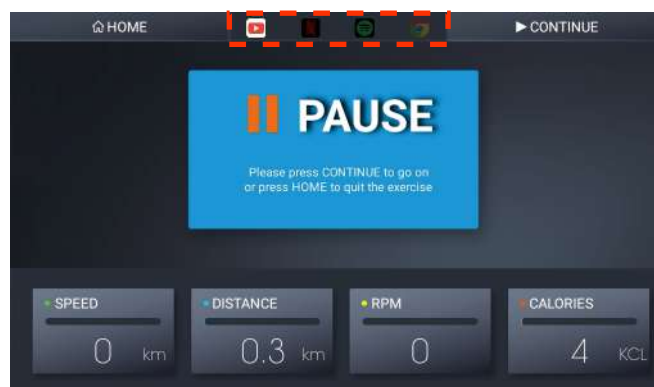 HOME
CONTINUE
PAUSE
Please press CONTINUE to go on
or press HOME to quit the exercise
SPEED
0 km
DISTANCE
0.3 km
RPM
0
CALORIES
4 KCL